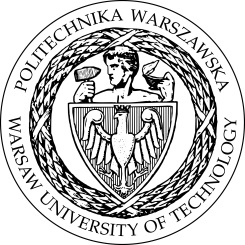 POLITECHNIKA WARSZAWSKA
WARSAW UNIVERSITY OF TECHNOLOGY